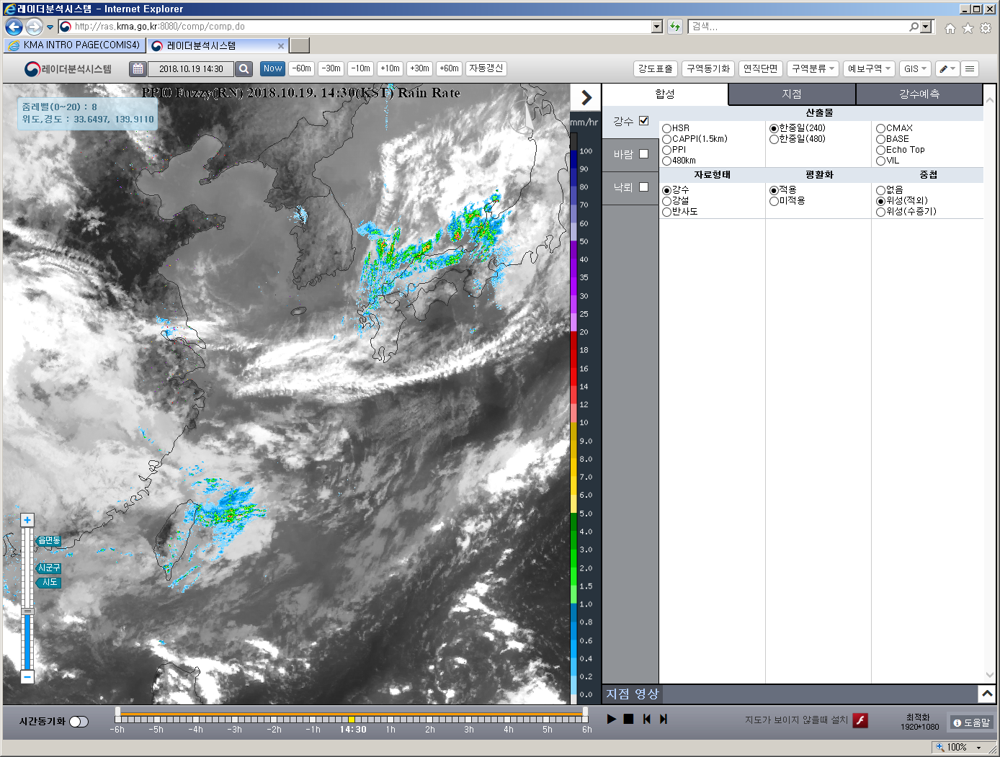 레이더분석시스템 - Internet Explorer
http://ras.kma.go.kr:8080/comp/comp.do
검색...
KMA INTRO PAGE(COMIS4)
레이더분석시스템
레이더분석시스템
2018.10.19 14:30
Now
-60m
-30m
-10m
+10m
+30m
+60m
자동갱신
강도표출
구역동기화
연직단면
구역분류
예보구역
GIS
PPI0 Fuzzy(RN) 2018.10.19. 14:30(KST) Rain Rate
줌레벨(0~20) : 8
위도,경도 : 33.6497, 139.9110
mm/hr
100
90
80
70
60
50
40
35
30
25
20
18
16
14
12
10
9.0
8.0
7.0
6.0
5.0
4.0
3.0
2.0
1.5
1.0
0.8
0.6
0.4
0.2
0.0
읍면동
시군구
시도
합성
지점
강수예측
강수
바람
낙뢰
산출물
HSR
CAPPI(1.5km)
PPI
480km
한중일(240)
한중일(480)
CMAX
BASE
Echo Top
VIL
자료형태
평활화
중첩
강수
강설
반사도
적용
미적용
없음
위성(적외)
위성(수증기)
지점 영상
시간동기화
-6h
-5h
-4h
-3h
-2h
-1h
14:30
1h
2h
3h
4h
5h
6h
지도가 보이지 않을때 설치
최적화
1920*1080
도움말
100%